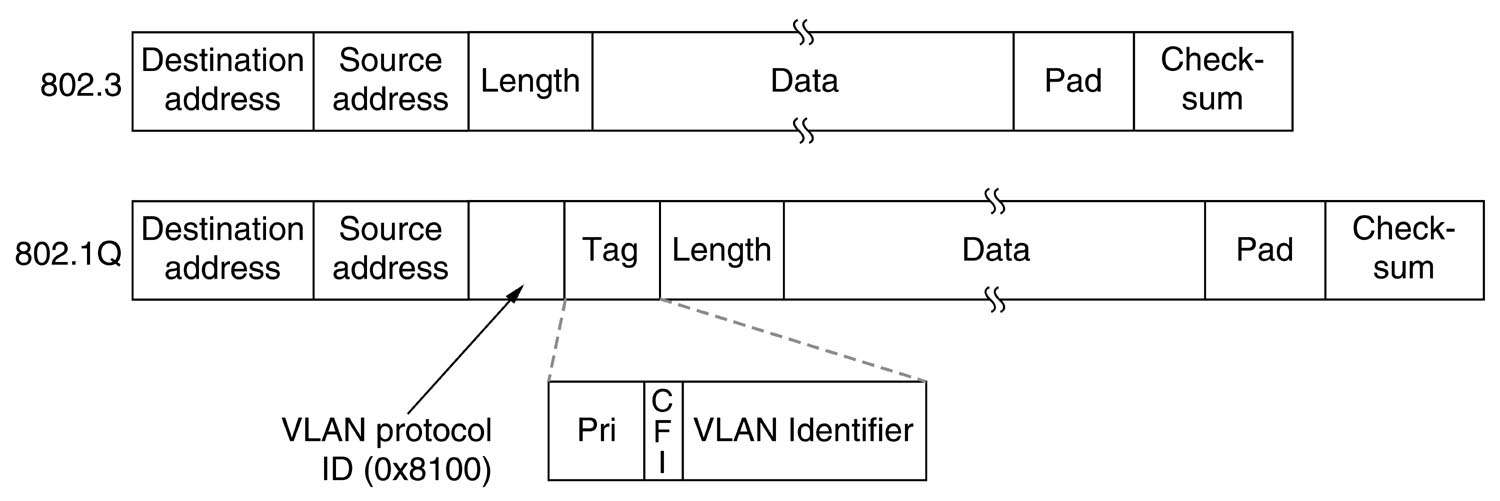 802.3
Destination
address
Source
address
Length
Data
Pad
Check-
sum
802.1Q
Destination
address
Source
address
Tag
Length
Data
Pad
Check-
sum
VLAN protocol
ID (0x8100)
Pri
C
F
I
VLAN Identifier